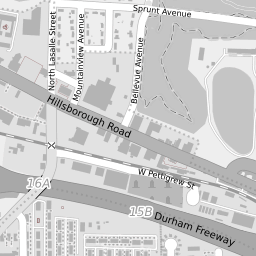 Sprunt Avenue
North Lasalle Street
Mountainview Avenue
Bellevue Avenue
Hillsborough Road
W Pettigrew St
16A
15B
Durham Freeway